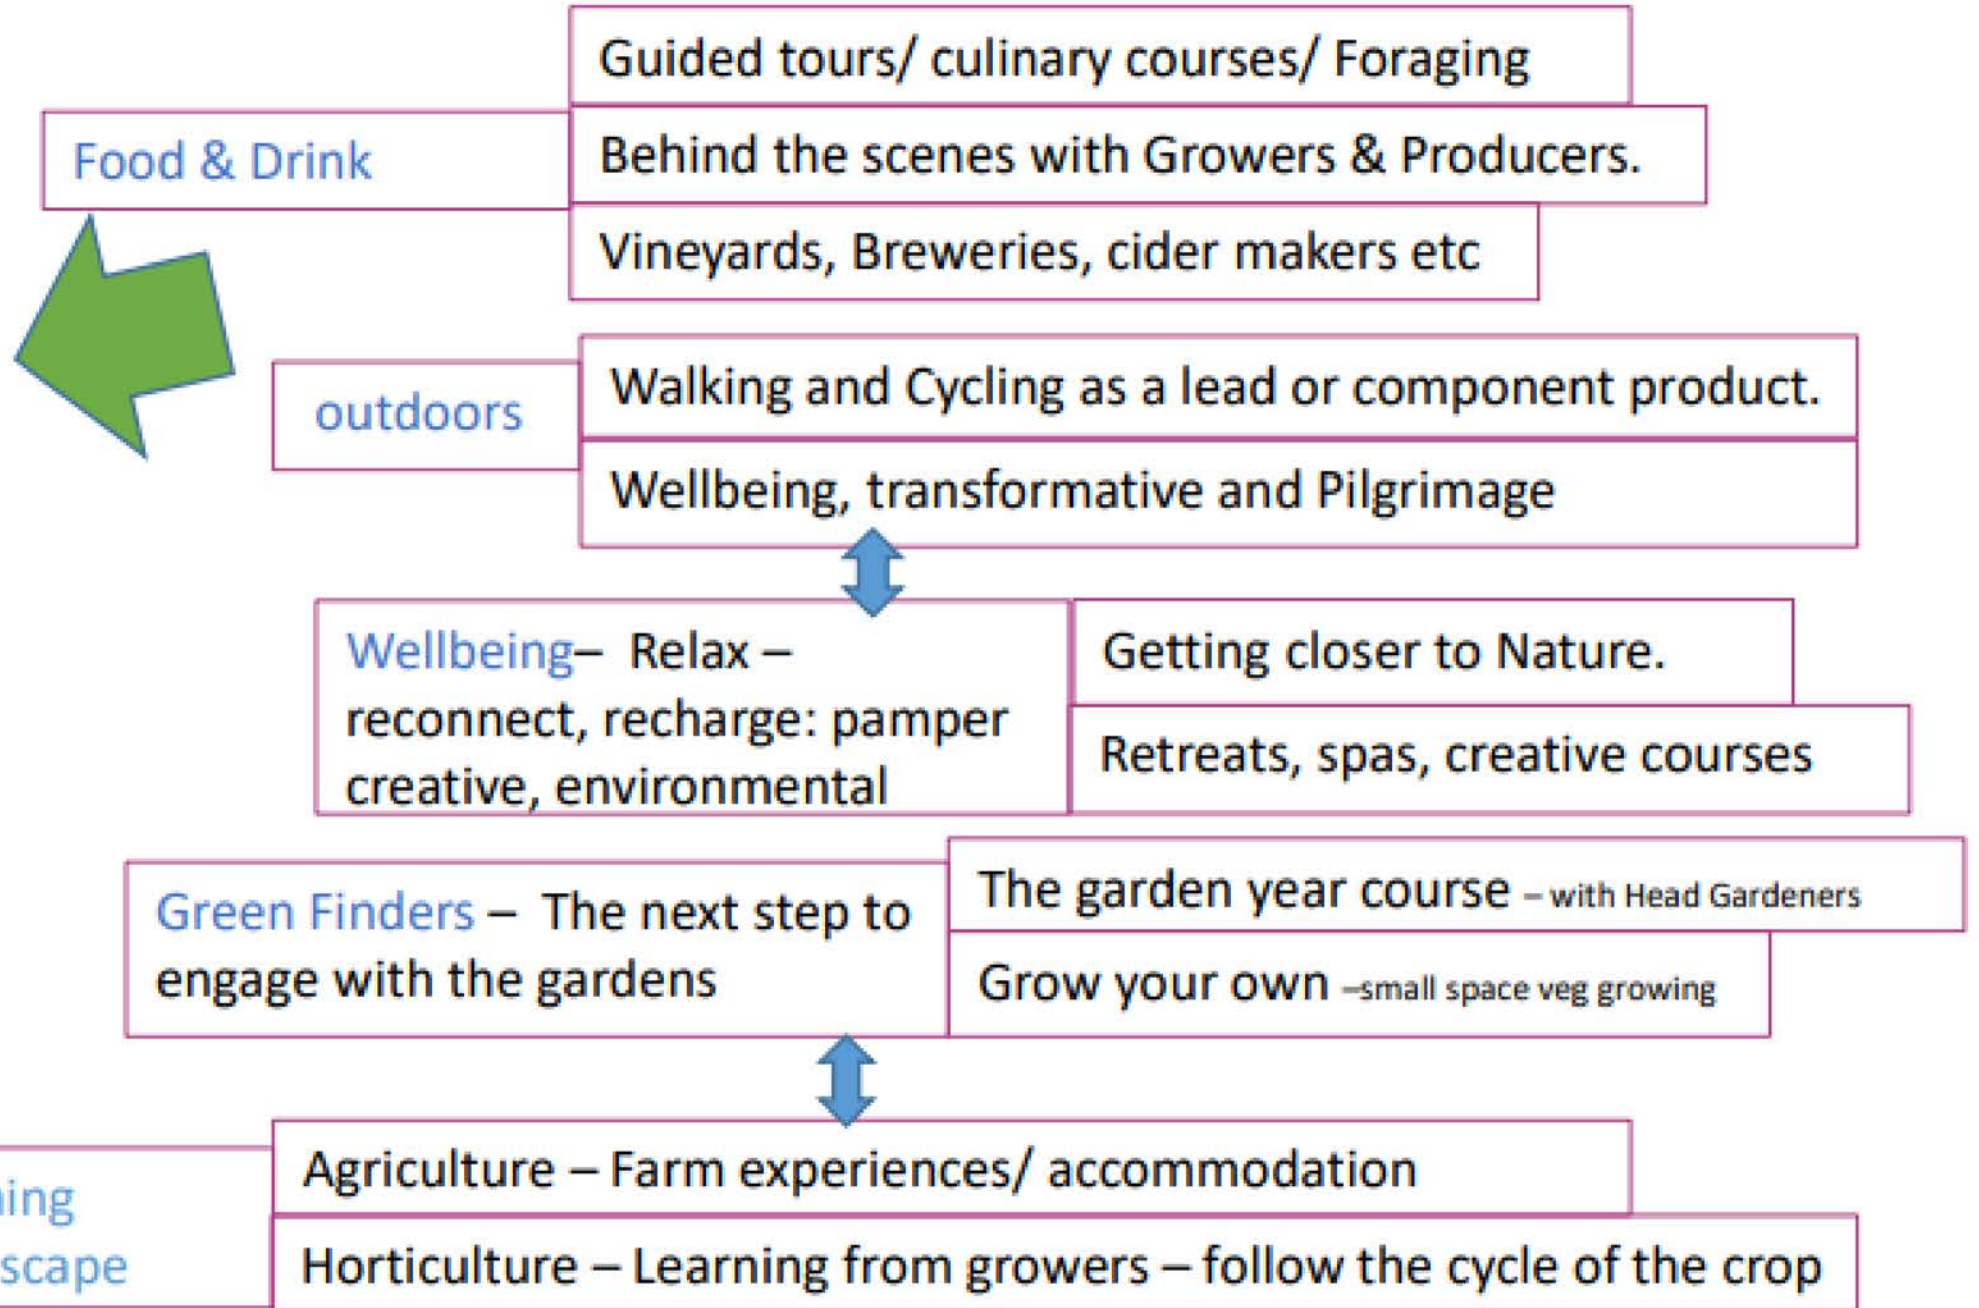 Guided tours/ culinary courses/ Foraging
Food & Drink
Behind the scenes with Growers & Producers.
Vineyards, Breweries, cider makers etc
outdoors
Walking and Cycling as a lead or component product.
Wellbeing, transformative and Pilgrimage
Wellbeing– Relax –
reconnect, recharge: pamper
creative, environmental
Getting closer to Nature.
Retreats, spas, creative courses
Green Finders – The next step to
engage with the gardens
The garden year course – with Head Gardeners
Grow your own –small space veg growing
Agriculture – Farm experiences/ accommodation
Horticulture – Learning from growers – follow the cycle of the crop